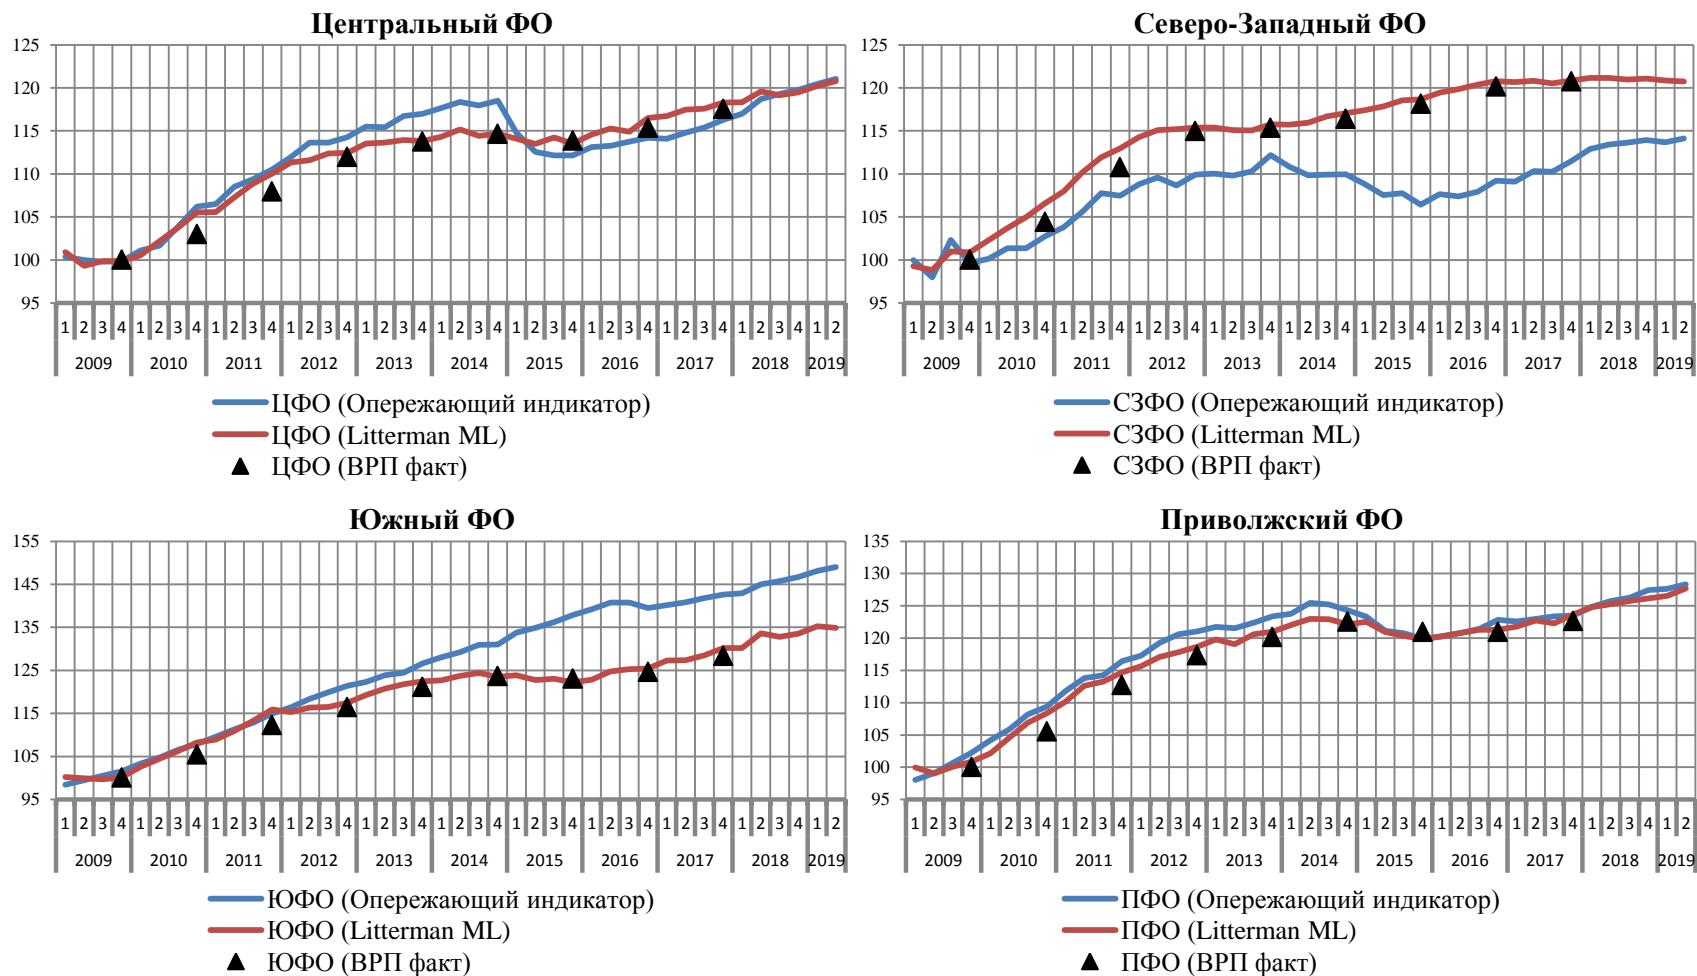 Центральный ФО
125
120
115
110
105
100
95
1 2 3 4 1 2 3 4 1 2 3 4 1 2 3 4 1 2 3 4 1 2 3 4 1 2 3 4 1 2 3 4 1 2 3 4 1 2 3 4 1 2
2009 2010 2011 2012 2013 2014 2015 2016 2017 2018 2019
ЦФО (Опережающий индикатор)
ЦФО (Litterman ML)
ЦФО (ВРП факт)
Северо-Западный ФО
125
120
115
110
105
100
95
1 2 3 4 1 2 3 4 1 2 3 4 1 2 3 4 1 2 3 4 1 2 3 4 1 2 3 4 1 2 3 4 1 2 3 4 1 2 3 4 1 2
2009 2010 2011 2012 2013 2014 2015 2016 2017 2018 2019
СЗФО (Опережающий индикатор)
СЗФО (Litterman ML)
СЗФО (ВРП факт)
Южный ФО
155
145
135
125
115
105
95
1 2 3 4 1 2 3 4 1 2 3 4 1 2 3 4 1 2 3 4 1 2 3 4 1 2 3 4 1 2 3 4 1 2 3 4 1 2 3 4 1 2
2009 2010 2011 2012 2013 2014 2015 2016 2017 2018 2019
ЮФО (Опережающий индикатор)
ЮФО (Litterman ML)
ЮФО (ВРП факт)
Приволжский ФО
135
130
125
120
115
110
105
100
95
1 2 3 4 1 2 3 4 1 2 3 4 1 2 3 4 1 2 3 4 1 2 3 4 1 2 3 4 1 2 3 4 1 2 3 4 1 2 3 4 1 2
2009 2010 2011 2012 2013 2014 2015 2016 2017 2018 2019
ПФО (Опережающий индикатор)
ПФО (Litterman ML)
ПФО (ВРП факт)